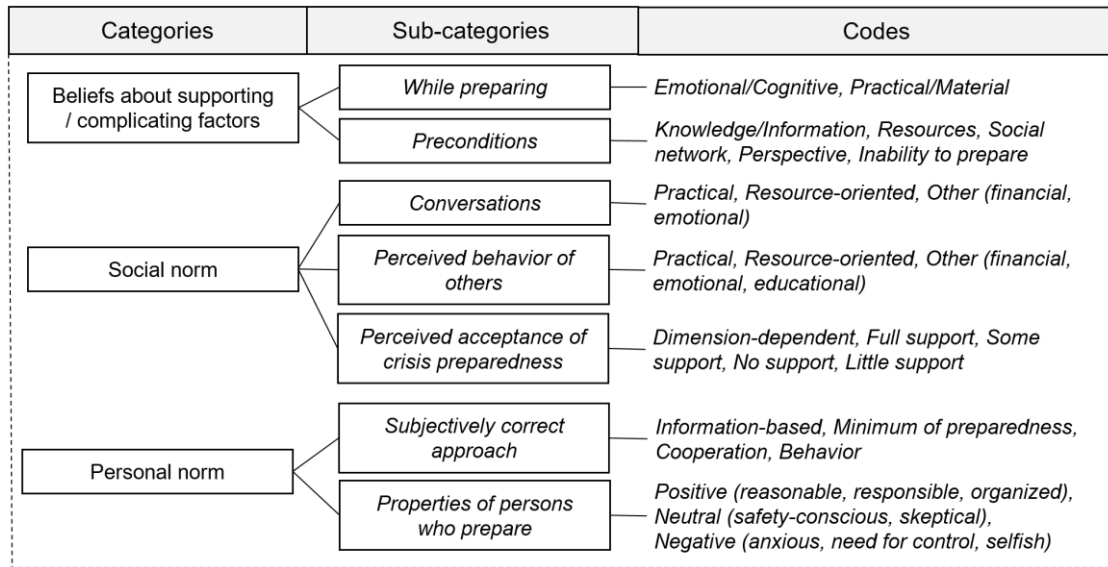 Categories
Sub-categories
Codes
Beliefs about supporting
/ complicating factors
While preparing
Emotional/Cognitive, Practical/Material
Preconditions
Knowledge/Information, Resources, Social
network, Perspective, Inability to prepare
Social norm
Conversations
Practical, Resource-oriented, Other (financial,
emotional)
Perceived behavior of
others
Practical, Resource-oriented, Other (financial,
emotional, educational)
Perceived acceptance of
crisis preparedness
Dimension-dependent, Full support, Some
support, No support, Little support
Personal norm
Subjectively correct
approach
Information-based, Minimum of preparedness,
Cooperation, Behavior
Properties of persons
who prepare
Positive (reasonable, responsible, organized),
Neutral (safety-conscious, skeptical),
Negative (anxious, need for control, selfish)